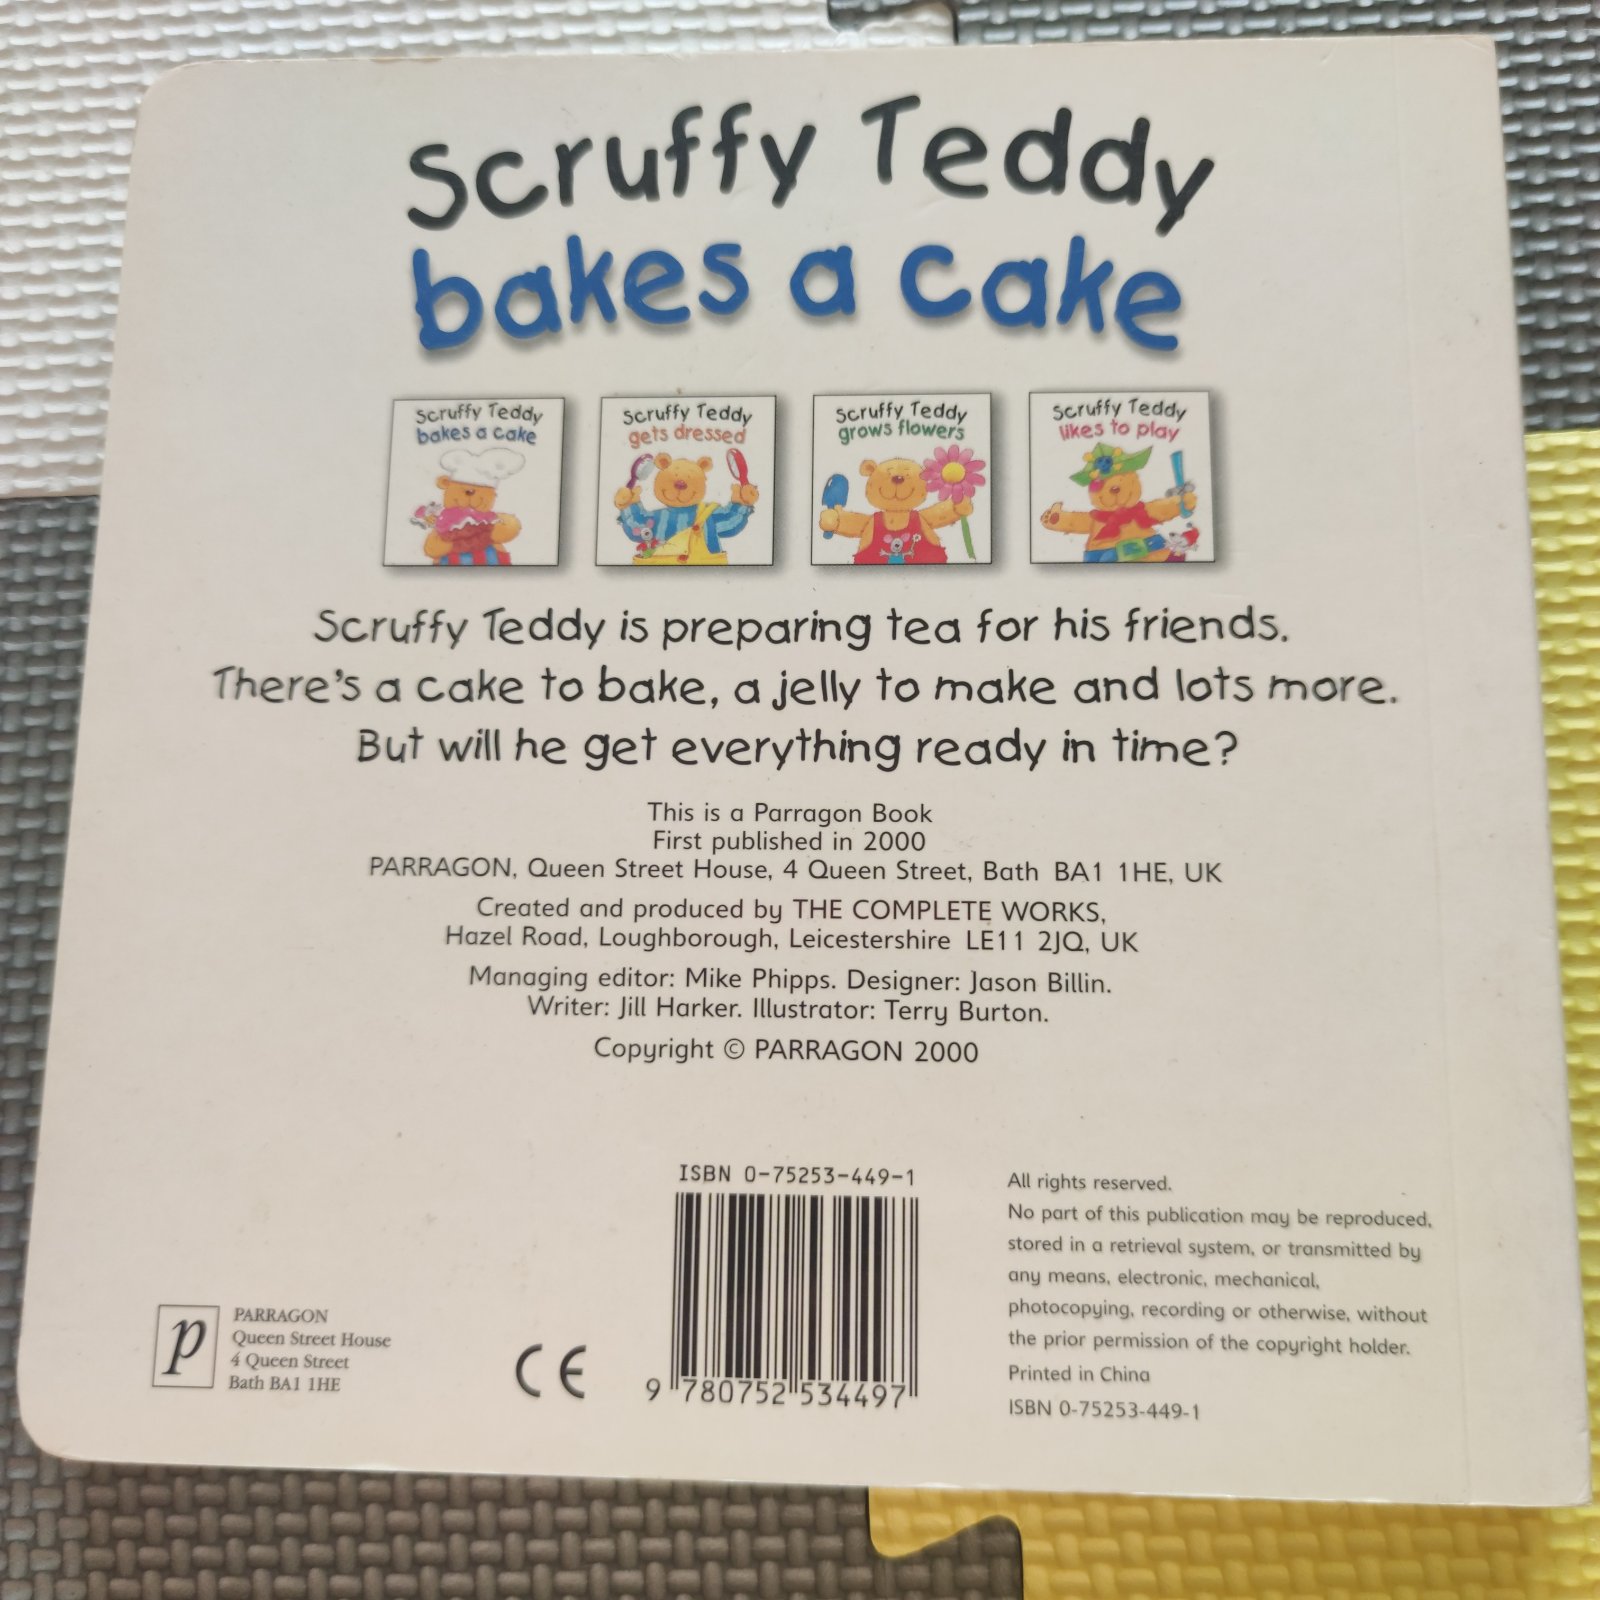 Scruffy Teddy
bakes a cake
Scruffy Teddy
bakes a cake
Scruffy Teddy
gets dressed
Scruffy Teddy
grows flowers
Scruffy Teddy
likes to play
Scruffy Teddy is preparing tea for his friends.
There's a cake to bake, a jelly to make and lots more.
But will he get everything ready in time?
This is a Parragon Book
First published in 2000
PARRAGON, Queen Street House, 4 Queen Street, Bath BA1 1HE, UK
Created and produced by THE COMPLETE WORKS,
Hazel Road, Loughborough, Leicestershire LE11 2JQ, UK
Managing editor: Mike Phipps. Designer: Jason Billin.
Writer: Jill Harker. Illustrator: Terry Burton.
Copyright © PARRAGON 2000
p
PARRAGON
Queen Street House
4 Queen Street
Bath BA1 1HE
CE
ISBN 0-75253-449-1
9 780752 534497
All rights reserved.
No part of this publication may be reproduced,
stored in a retrieval system, or transmitted by
any means, electronic, mechanical,
photocopying, recording or otherwise, without
the prior permission of the copyright holder.
Printed in China
ISBN 0-75253-449-1